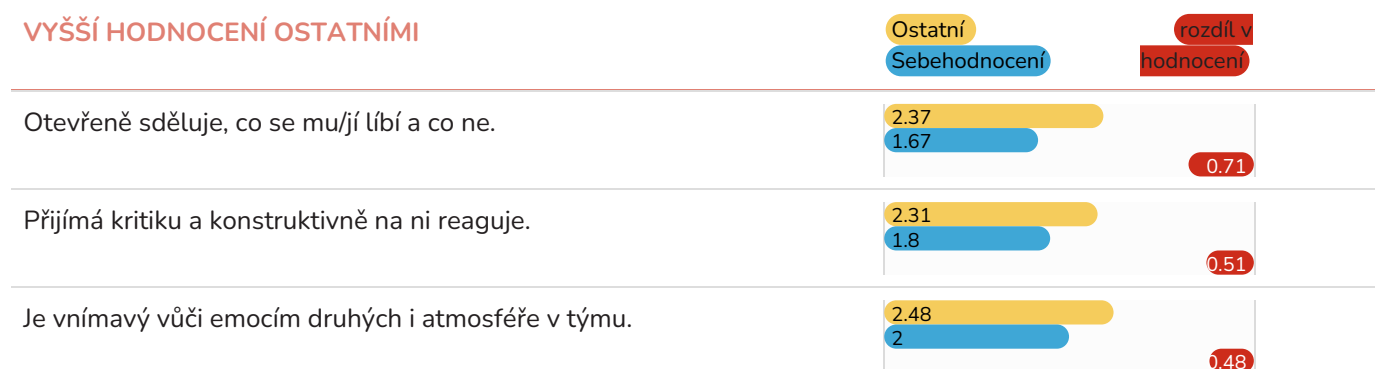 VYŠŠÍ HODNOCENÍ OSTATNÍMI
Ostatní
Sebehodnocení
rozdíl v
hodnocení
Otevřeně sděluje, co se mu/jí líbí a co ne.
2.37
1.67
0.71
Přijímá kritiku a konstruktivně na ni reaguje.
2.31
1.8
0.51
Je vnímavý vůči emocím druhých i atmosféře v týmu.
2.48
2
0.48